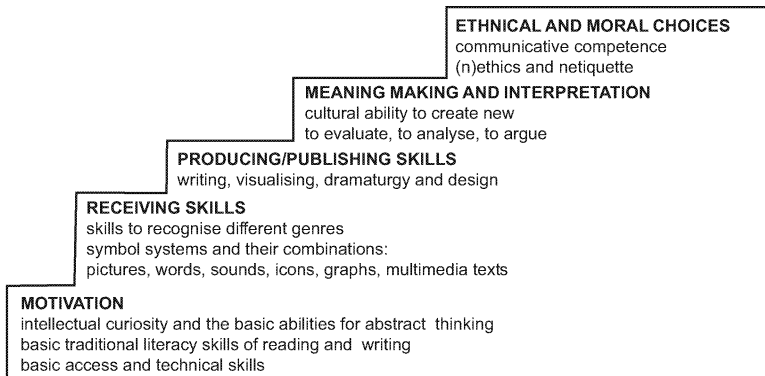 ETHNICAL AND MORAL CHOICES
communicative competence
(n)ethics and netiquette
MEANING MAKING AND INTERPRETATION
cultural ability to create new
to evaluate, to analyse, to argue
PRODUCING/PUBLISHING SKILLS
writing, visualising, dramaturgy and design
RECEIVING SKILLS
skills to recognise different genres
symbol systems and their combinations:
pictures, words, sounds, icons, graphs, multimedia texts
MOTIVATION
intellectual curiosity and the basic abilities for abstract thinking
basic traditional literacy skills of reading and writing
basic access and technical skills